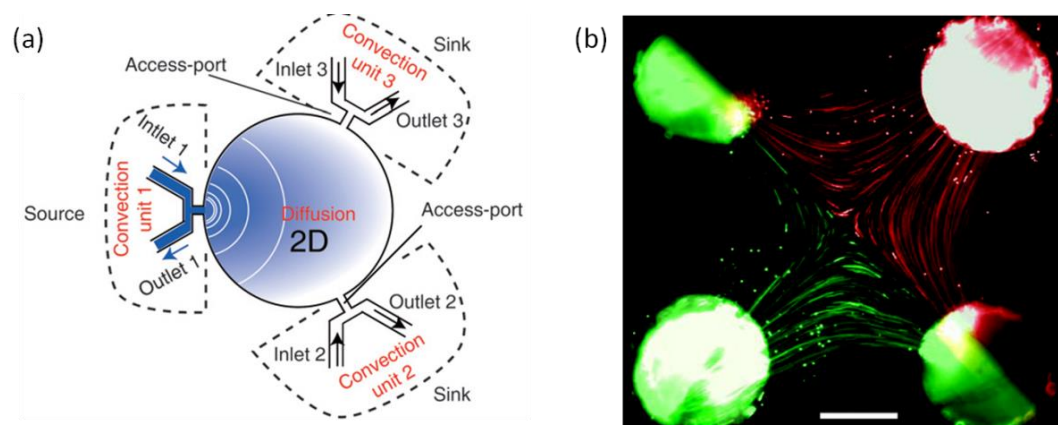 (a)
Access-port
Inlet 3
Convection
unit 3
Sink
Outlet 3
Intlet 1
Source
Convection
unit 1
Outlet 1
Diffusion
2D
Access-port
Outlet 2
Inlet 2
Convection
unit 2
Sink
(b)